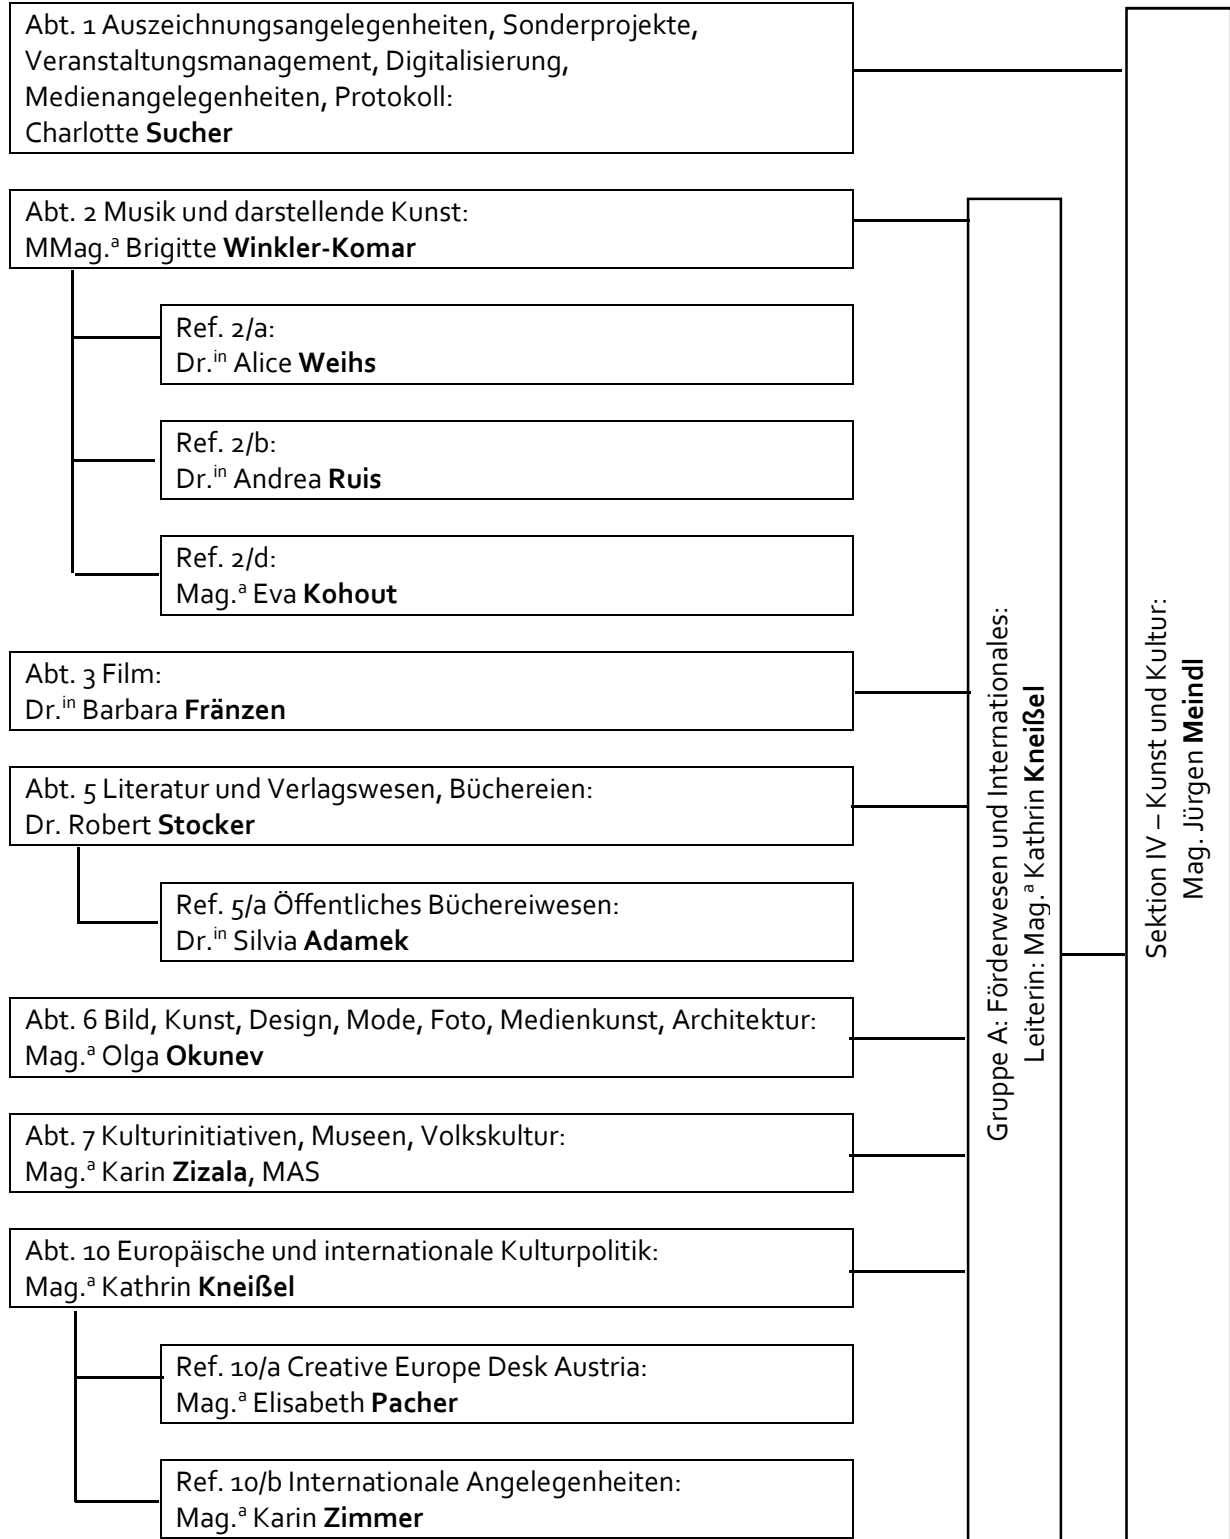 Abt. 1 Auszeichnungsangelegenheiten, Sonderprojekte,
Veranstaltungsmanagement, Digitalisierung,
Medienangelegenheiten, Protokoll:
Charlotte Sucher
Abt. 2 Musik und darstellende Kunst:
MMag.ᵃ Brigitte Winkler-Komar
Ref. 2/a:
Dr.ⁱⁿ Alice Weihs
Ref. 2/b:
Dr.ⁱⁿ Andrea Ruis
Ref. 2/d:
Mag.ᵃ Eva Kohout
Abt. 3 Film:
Dr.ⁱⁿ Barbara Fränzen
Abt. 5 Literatur und Verlagswesen, Büchereien:
Dr. Robert Stocker
Ref. 5/a Öffentliches Büchereiwesen:
Dr.ⁱⁿ Silvia Adamek
Abt. 6 Bild, Kunst, Design, Mode, Foto, Medienkunst, Architektur:
Mag.ᵃ Olga Okunev
Abt. 7 Kulturinitiativen, Museen, Volkskultur:
Mag.ᵃ Karin Zizala, MAS
Abt. 10 Europäische und internationale Kulturpolitik:
Mag.ᵃ Kathrin Kneißel
Ref. 10/a Creative Europe Desk Austria:
Mag.ᵃ Elisabeth Pacher
Ref. 10/b Internationale Angelegenheiten:
Mag.ᵃ Karin Zimmer
Gruppe A: Förderwesen und Internationales:
Leiterin: Mag.ᵃ Kathrin Kneißel
Sektion IV – Kunst und Kultur:
Mag. Jürgen Meindl